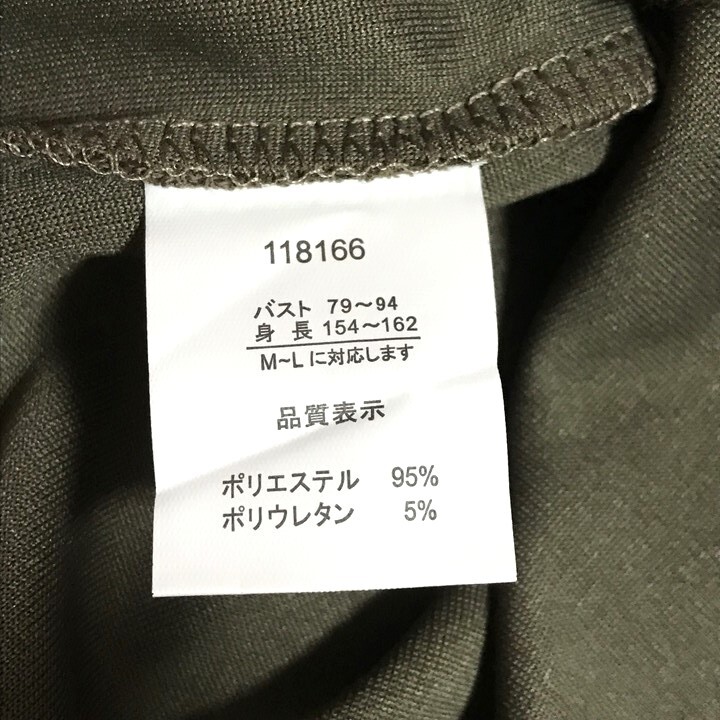 118166
バスト 79～94
身 長 154～162
M~L に対応します
品質表示
ポリエステル 95%
ポリウレタン 5%